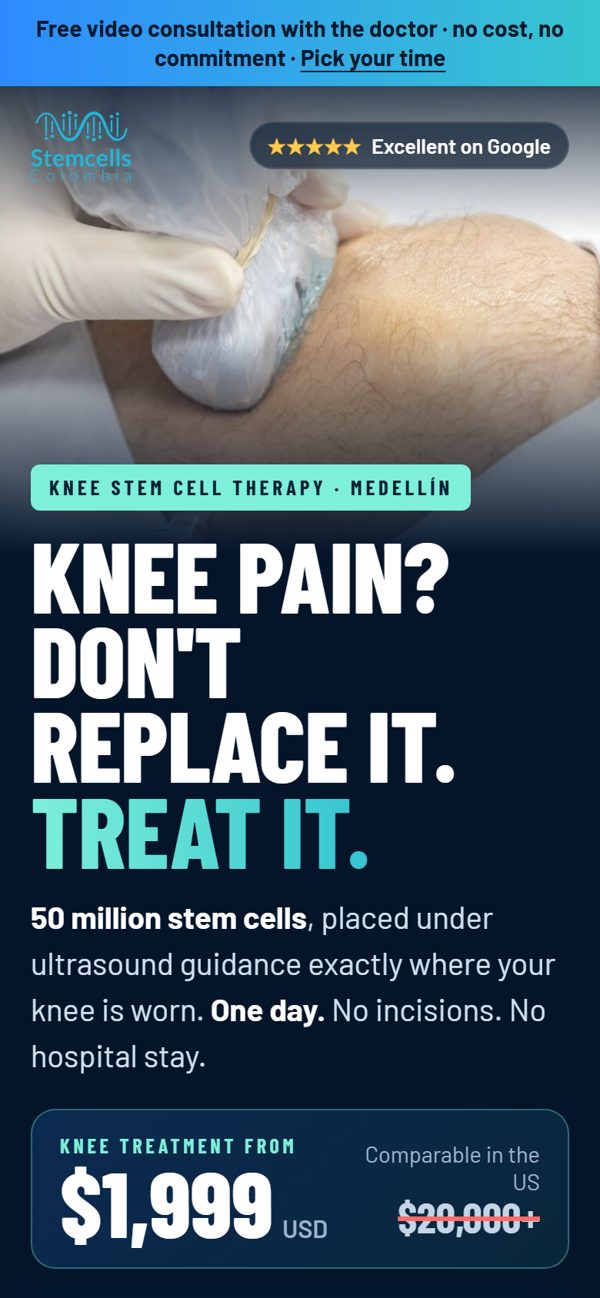 Free video consultation with the doctor · no cost, no
commitment · Pick your time
Stemcells
Colombia
★★★★★ Excellent on Google
KNEE STEM CELL THERAPY · MEDELLÍN
KNEE PAIN?
DON'T
REPLACE IT.
TREAT IT.
50 million stem cells, placed under
ultrasound guidance exactly where your
knee is worn. One day. No incisions. No
hospital stay.
KNEE TREATMENT FROM
$1,999 USD
Comparable in the
US
$20,000+